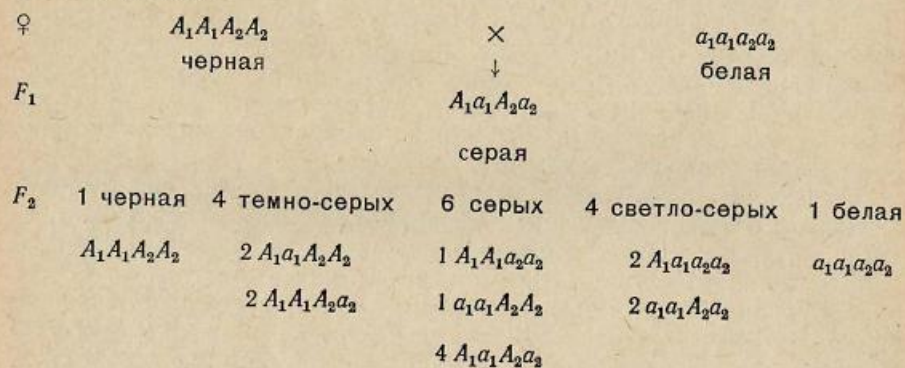 ♀ A₁A₁A₂A₂ × a₁a₁a₂a₂
черная ↓ белая
F₁ A₁a₁A₂a₂
серая
F₂ 1 черная 4 темно-серых 6 серых 4 светло-серых 1 белая
A₁A₁A₂A₂ 2 A₁a₁A₂A₂ 1 A₁A₁a₂a₂ 2 A₁a₁a₂a₂ a₁a₁a₂a₂
2 A₁A₁A₂a₂ 1 a₁a₁A₂A₂ 2 a₁a₁A₂a₂
4 A₁a₁A₂a₂